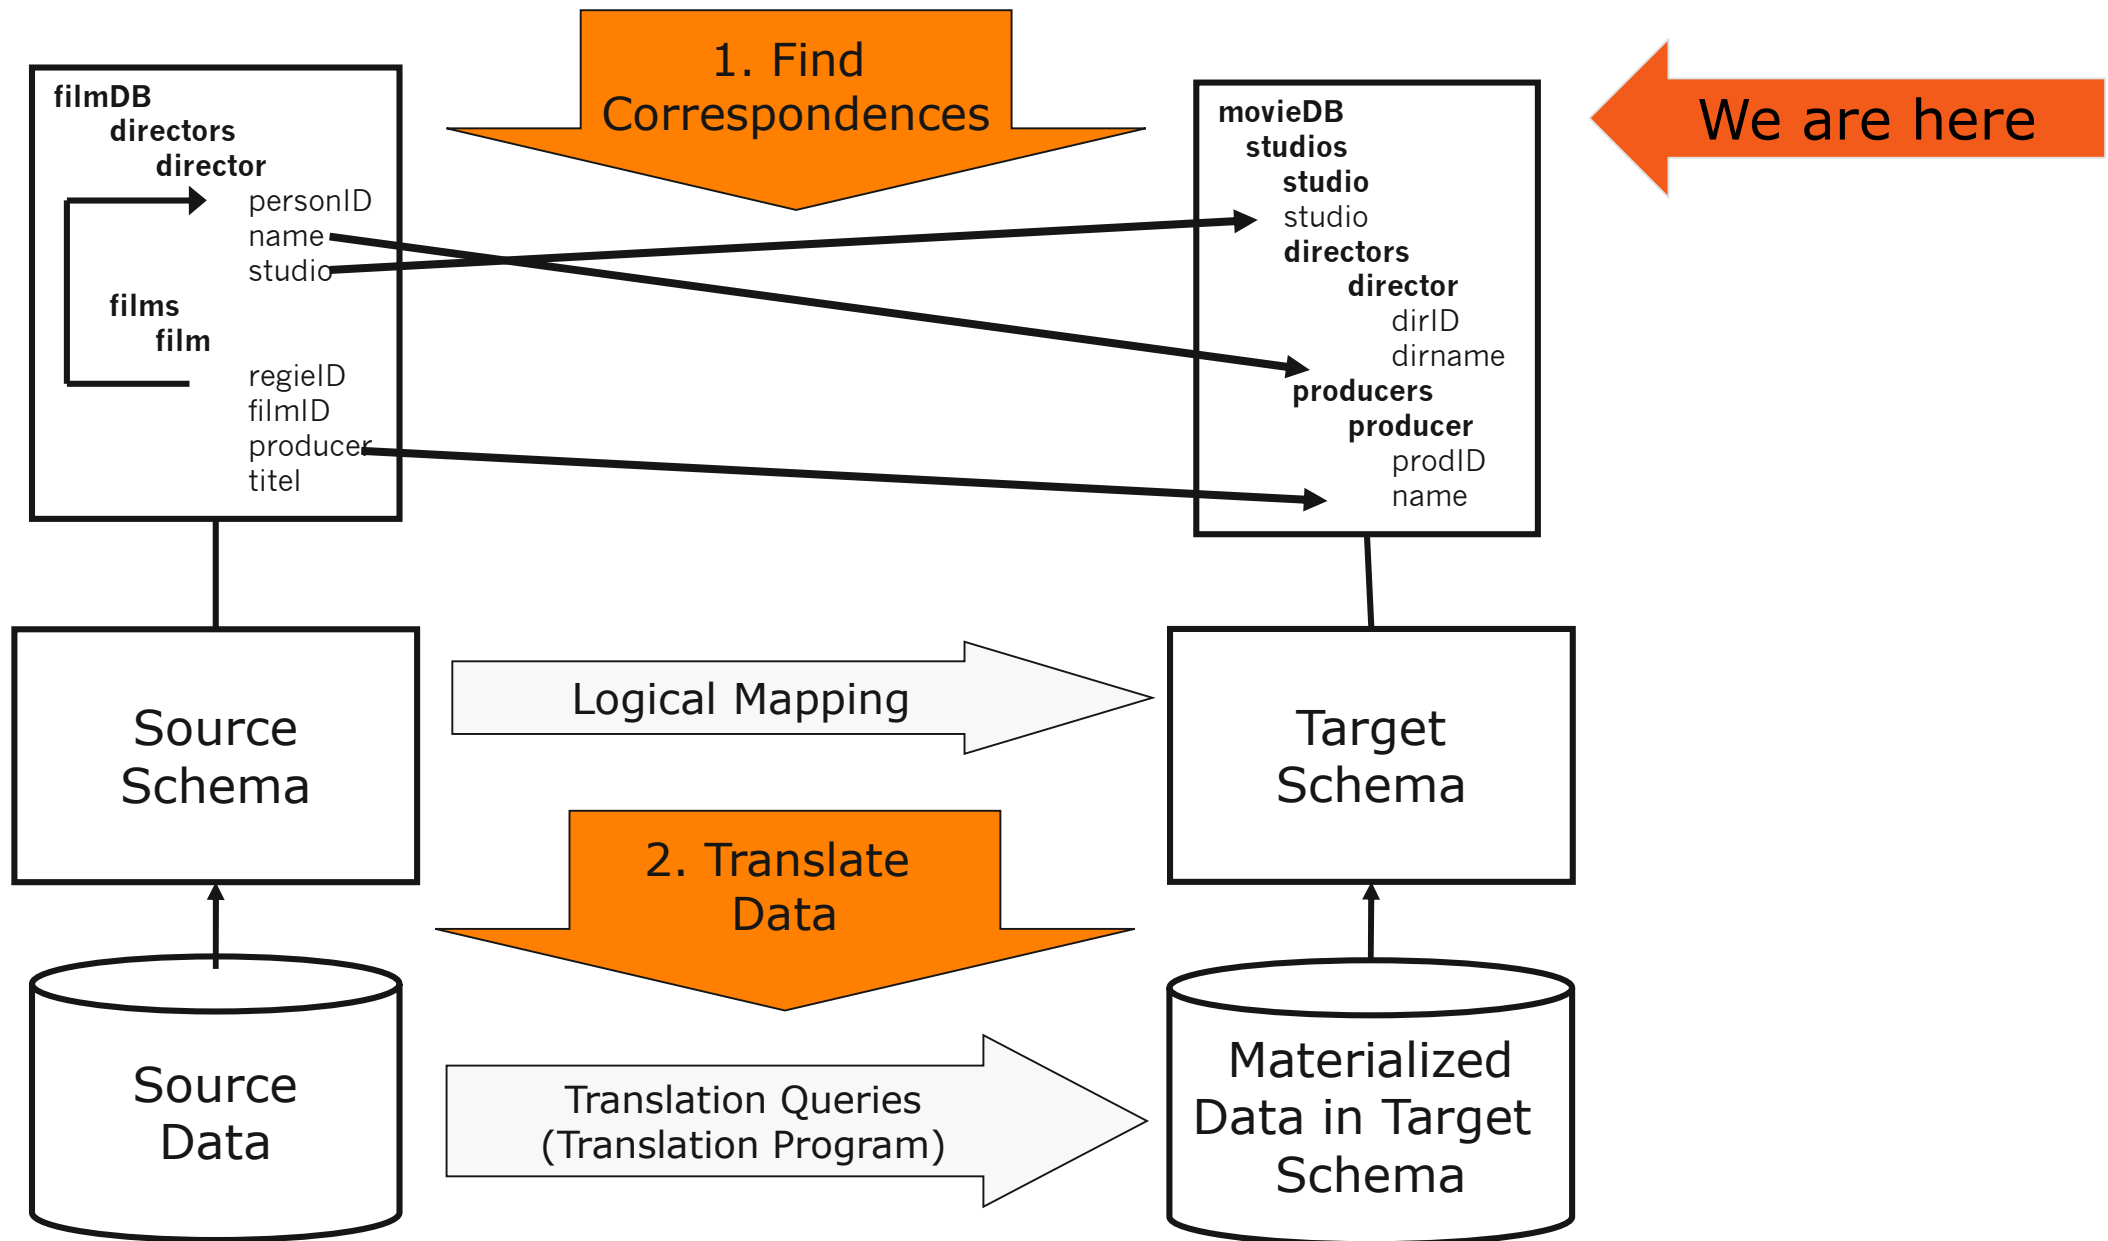 1. Find
Correspondences
We are here
filmDB
directors
director
personID
name
studio
films
film
regieID
filmID
producer
titel
movieDB
studios
studio
studio
directors
director
dirID
dirname
producers
producer
prodID
name
Source
Schema
Logical Mapping
Target
Schema
2. Translate
Data
Source
Data
Translation Queries
(Translation Program)
Materialized
Data in Target
Schema